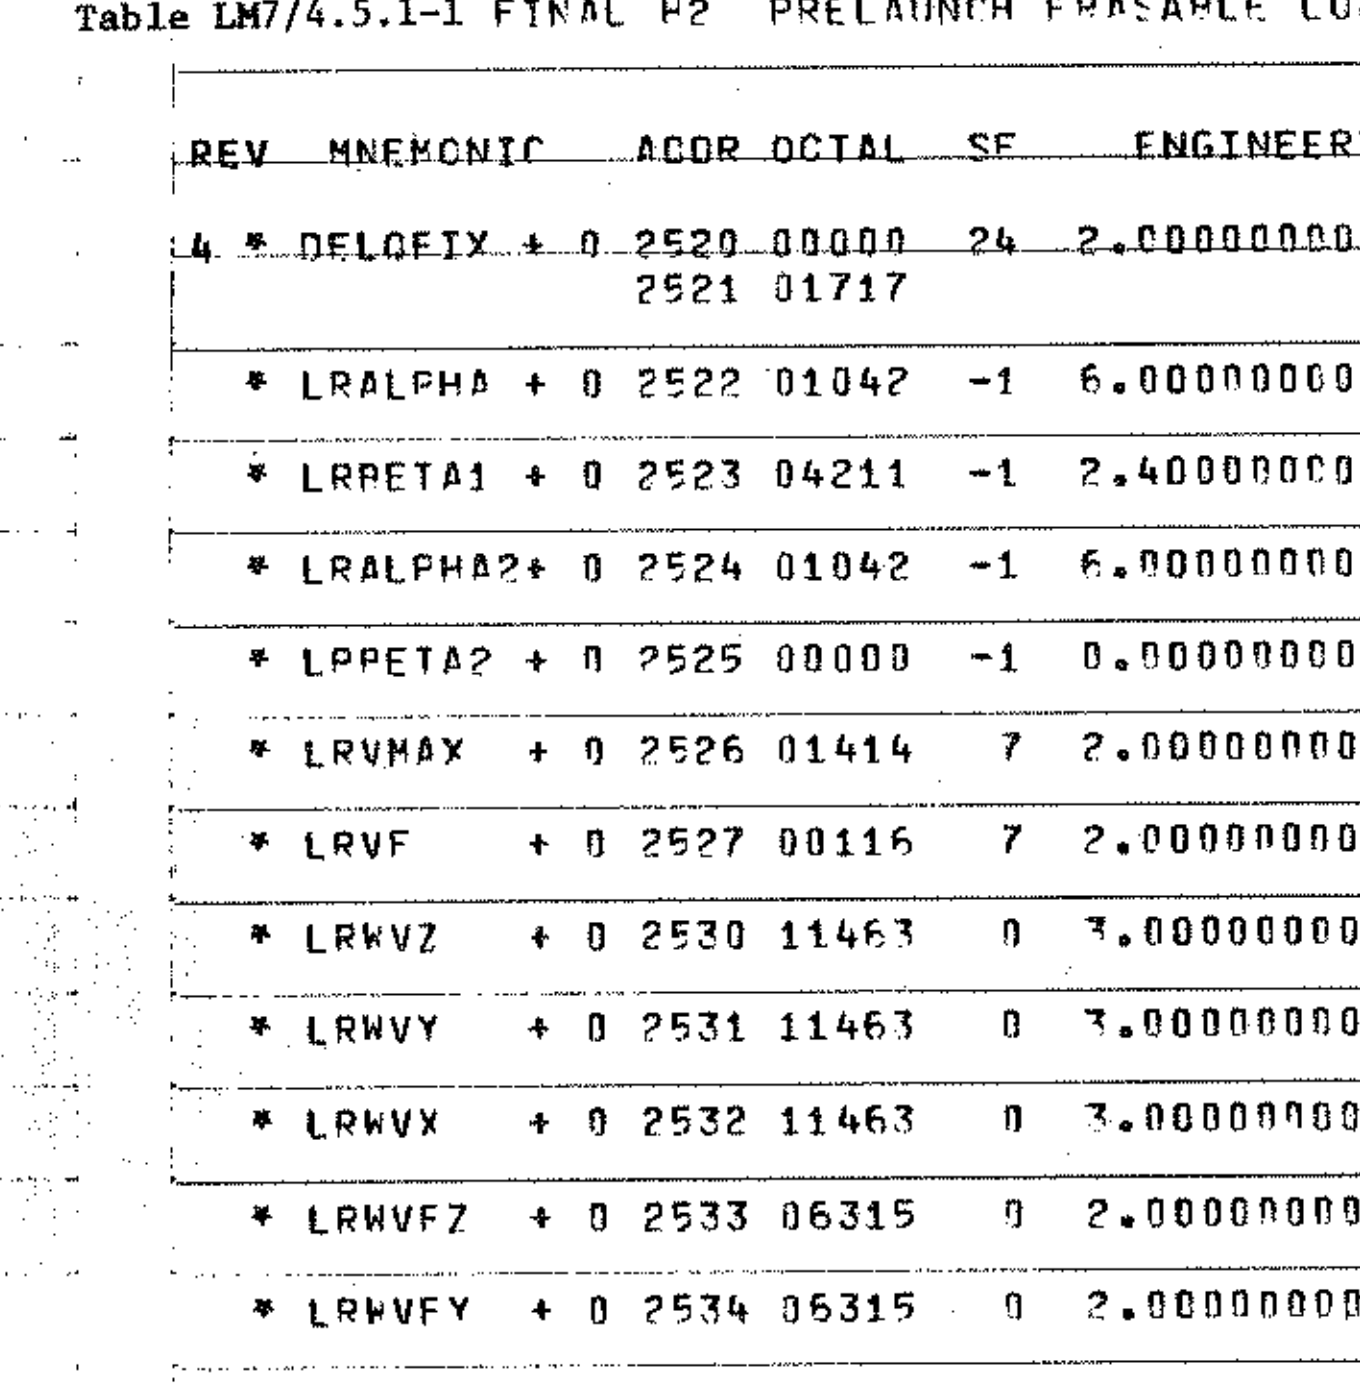 Table LM7/4.5.1-1 FINAL H2 PRELAUNCH ERASABLE
REV MNEMONIC ADDR OCTAL SF ENGINEER
4 * DELQFIX + 0 2520 00000 24 2.00000000
2521 01717
* LRALPHA + 0 2522 01042 -1 6.00000000
* LRBETA1 + 0 2523 04211 -1 2.40000000
* LRALPHA2+ 0 2524 01042 -1 6.00000000
* LRBETA2 + 0 2525 00000 -1 0.00000000
* LRVMAX + 0 2526 01414 7 2.00000000
* LRVF + 0 2527 00116 7 2.00000000
* LRWVZ + 0 2530 11463 0 3.00000000
* LRWVY + 0 2531 11463 0 3.00000000
* LRWVX + 0 2532 11463 0 3.00000000
* LRWVFZ + 0 2533 06315 0 2.00000000
* LRWVFY + 0 2534 06315 0 2.00000000